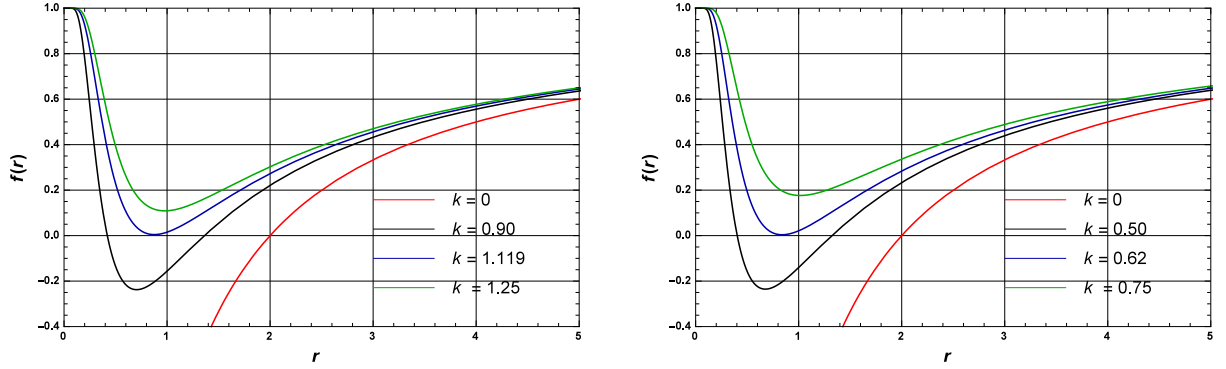 1.0
0.8
0.6
0.4
0.2
0.0
−0.2
−0.4
f(r)
k = 0
k = 0.90
k = 1.119
k = 1.25
0 1 2 3 4 5
r
1.0
0.8
0.6
0.4
0.2
0.0
−0.2
−0.4
f(r)
k = 0
k = 0.50
k = 0.62
k = 0.75
0 1 2 3 4 5
r